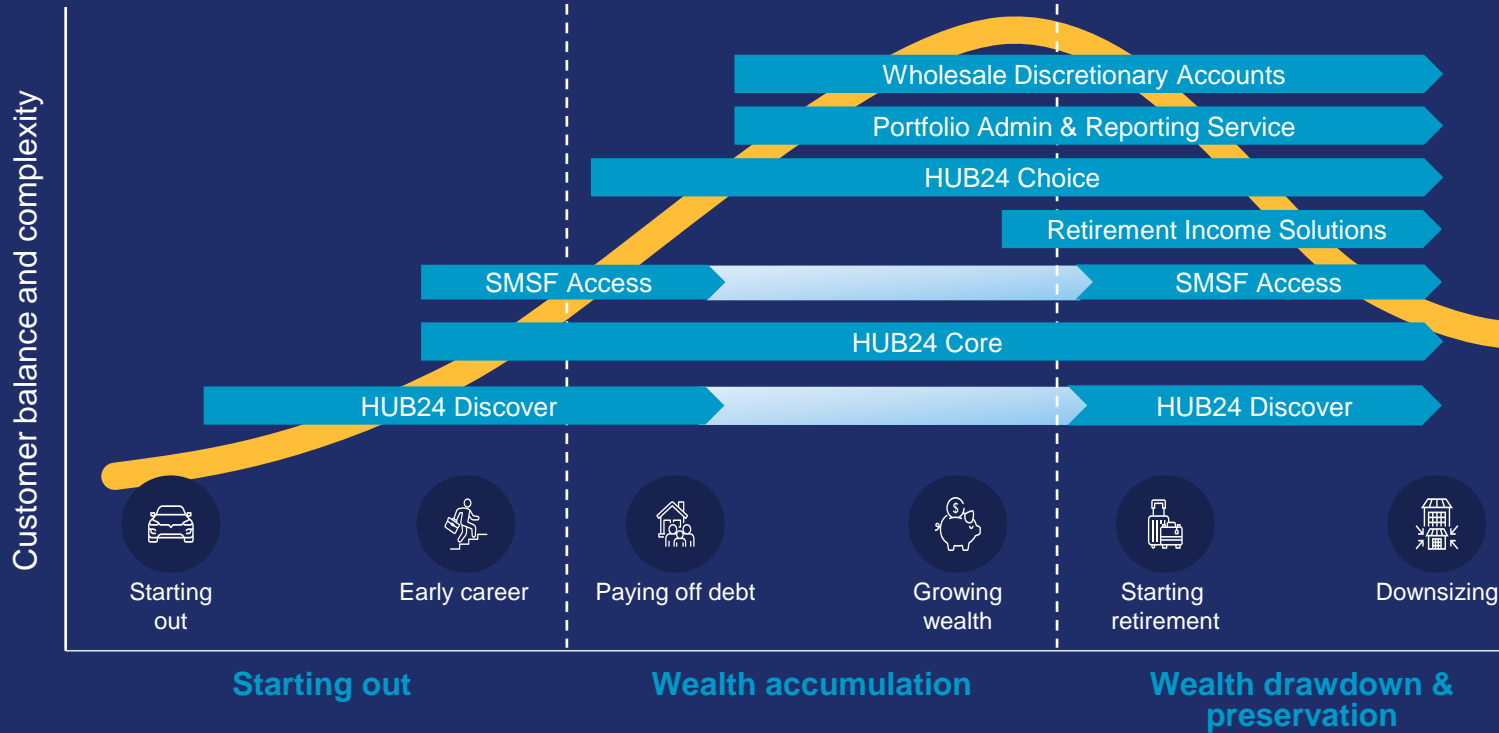 Customer balance and complexity
Wholesale Discretionary Accounts
Portfolio Admin & Reporting Service
HUB24 Choice
Retirement Income Solutions
SMSF Access
SMSF Access
HUB24 Core
HUB24 Discover
HUB24 Discover
$
Starting
out
Early career
Paying off debt
Growing
wealth
Starting
retirement
Downsizing
Starting out
Wealth accumulation
Wealth drawdown &
preservation